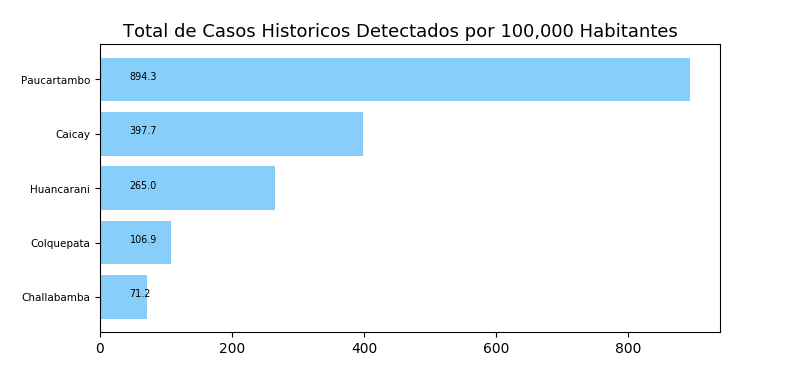 Total de Casos Historicos Detectados por 100,000 Habitantes
Paucartambo 894.3
Caicay 397.7
Huancarani 265.0
Colquepata 106.9
Challabamba 71.2
0 200 400 600 800